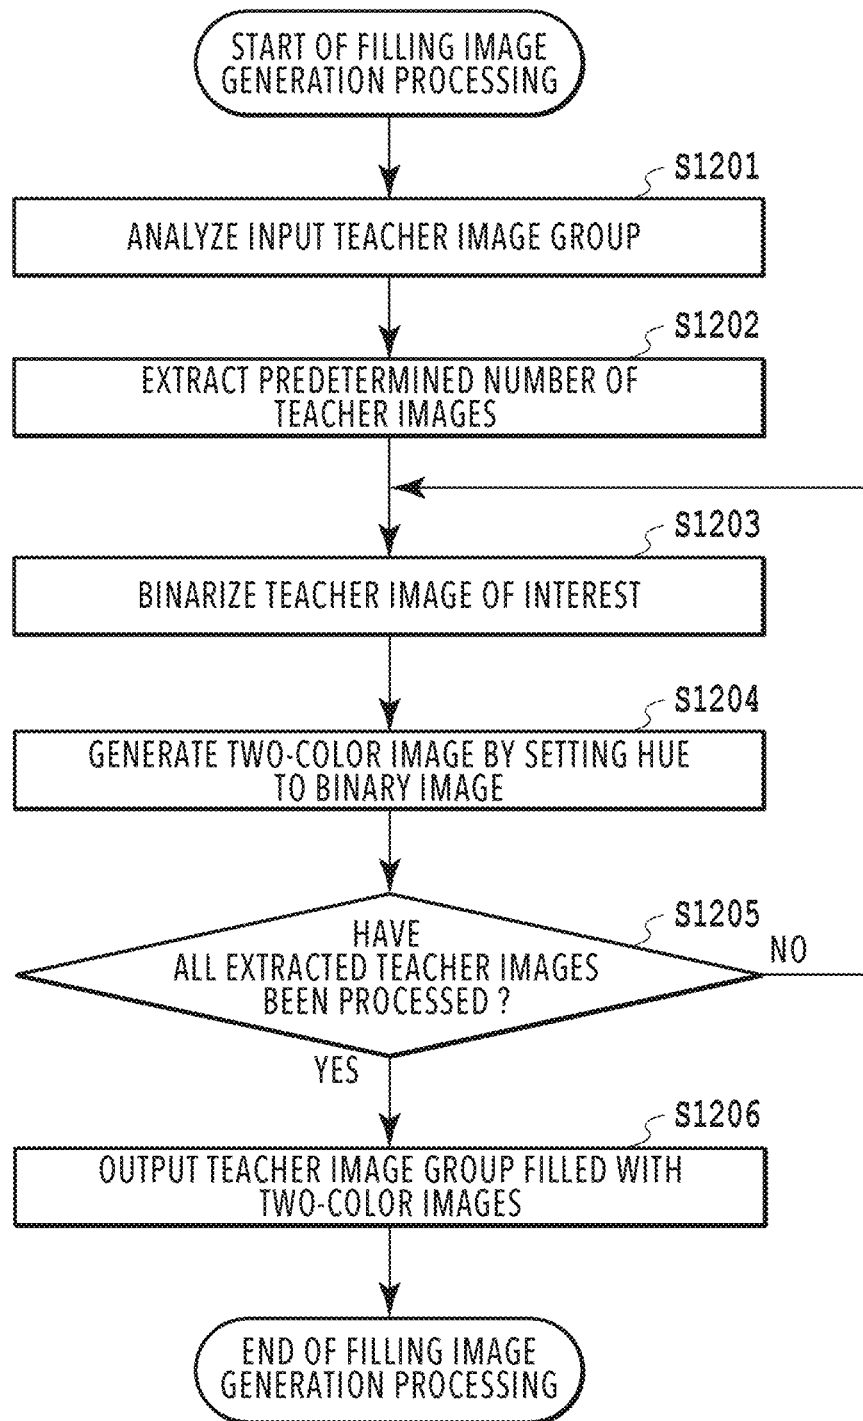 START OF FILLING IMAGE
GENERATION PROCESSING
S1201
ANALYZE INPUT TEACHER IMAGE GROUP
S1202
EXTRACT PREDETERMINED NUMBER OF
TEACHER IMAGES
S1203
BINARIZE TEACHER IMAGE OF INTEREST
S1204
GENERATE TWO-COLOR IMAGE BY SETTING HUE
TO BINARY IMAGE
S1205
HAVE
ALL EXTRACTED TEACHER IMAGES
BEEN PROCESSED ?
NO
YES
S1206
OUTPUT TEACHER IMAGE GROUP FILLED WITH
TWO-COLOR IMAGES
END OF FILLING IMAGE
GENERATION PROCESSING